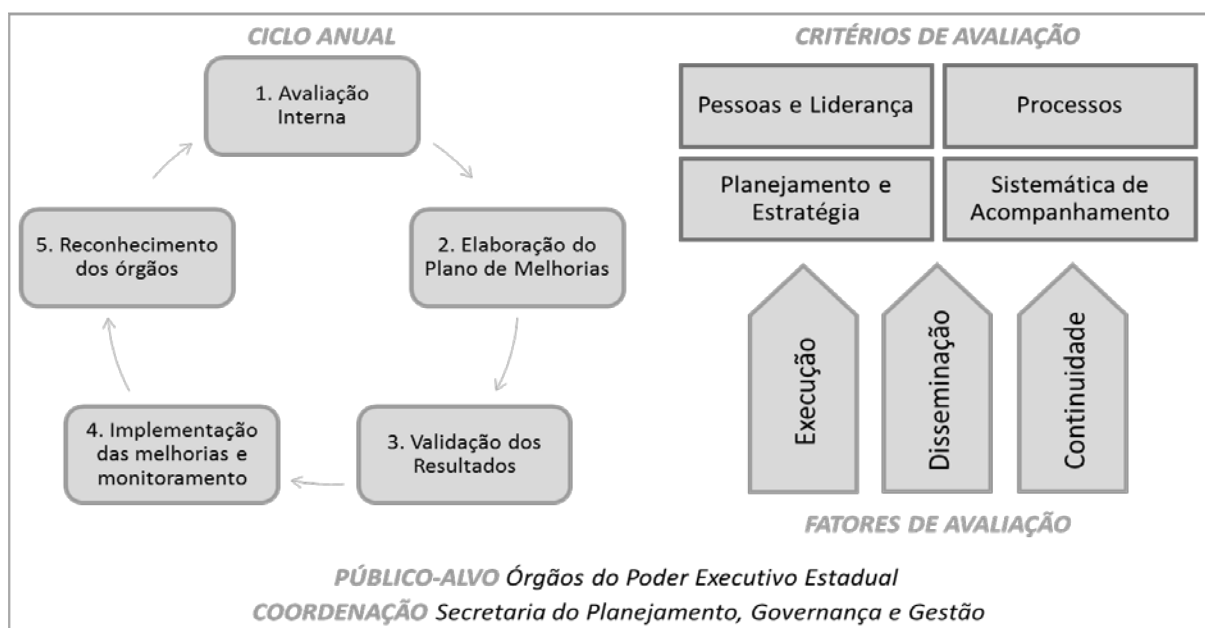 CICLO ANUAL
1. Avaliação
Interna
2. Elaboração do
Plano de Melhorias
3. Validação dos
Resultados
4. Implementação
das melhorias e
monitoramento
5. Reconhecimento
dos órgãos
CRITÉRIOS DE AVALIAÇÃO
Pessoas e Liderança
Processos
Planejamento e
Estratégia
Sistemática de
Acompanhamento
Execução
Disseminação
Continuidade
FATORES DE AVALIAÇÃO
PÚBLICO-ALVO Órgãos do Poder Executivo Estadual
COORDENAÇÃO Secretaria do Planejamento, Governança e Gestão